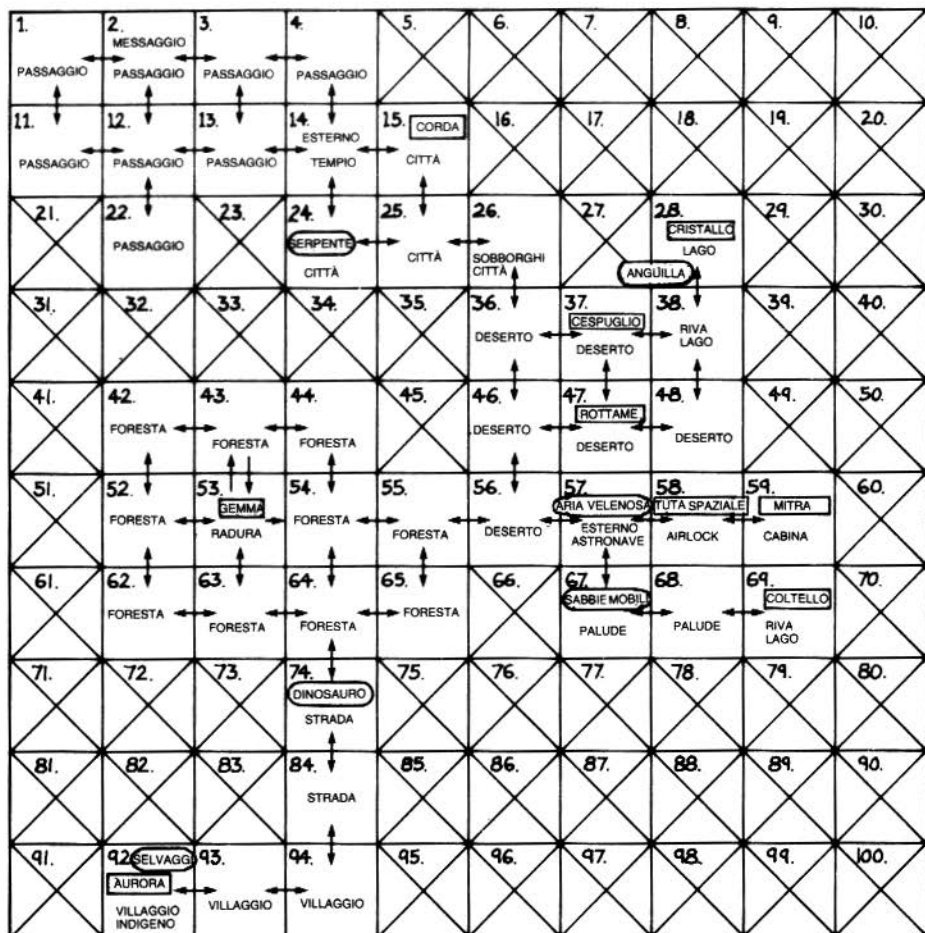 1. 2. 3. 4. 5. 6. 7. 8. 9. 10.
MESSAGGIO
PASSAGGIO PASSAGGIO PASSAGGIO PASSAGGIO
11. 12. 13. 14. 15. 16. 17. 18. 19. 20.
CORDA
ESTERNO
PASSAGGIO PASSAGGIO PASSAGGIO TEMPIO CITTÀ
21. 22. 23. 24. 25. 26. 27. 28. 29. 30.
CRISTALLO
PASSAGGIO SERPENTE CITTÀ SOBBORGHI LAGO
CITTÀ CITTÀ ANGUILLA
31. 32. 33. 34. 35. 36. 37. 38. 39. 40.
CESPUGLIO RIVA
DESERTO DESERTO LAGO
41. 42. 43. 44. 45. 46. 47. 48. 49. 50.
ROTTAME
FORESTA FORESTA FORESTA DESERTO DESERTO DESERTO
51. 52. 53. 54. 55. 56. 57. 58. 59. 60.
GEMMA ARIA VELENOSA TUTA SPAZIALE MITRA
FORESTA RADURA FORESTA FORESTA DESERTO ESTERNO AIRLOCK CABINA
ASTRONAVE
61. 62. 63. 64. 65. 66. 67. 68. 69. 70.
SABBIE MOBILI COLTELLO
FORESTA FORESTA FORESTA FORESTA PALUDE PALUDE RIVA
LAGO
71. 72. 73. 74. 75. 76. 77. 78. 79. 80.
DINOSAURO
STRADA
81. 82. 83. 84. 85. 86. 87. 88. 89. 90.
STRADA
91. 92. 93. 94. 95. 96. 97. 98. 99. 100.
SELVAGGI
AURORA
VILLAGGIO VILLAGGIO VILLAGGIO
INDIGENO